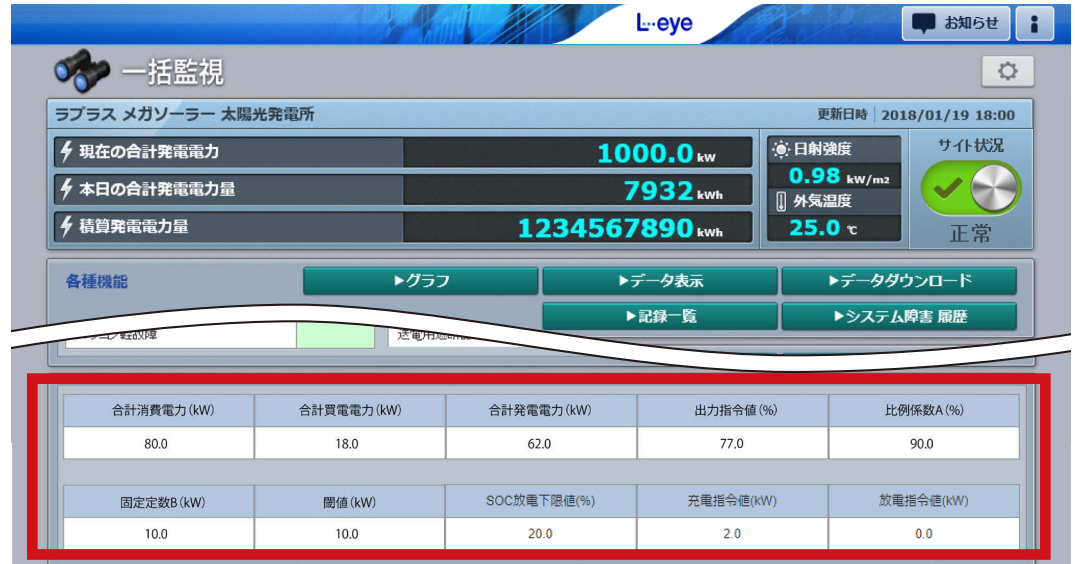 L-eye
お知らせ
一括監視
ラプラス メガソーラー 太陽光発電所
更新日時 2018/01/19 18:00
現在の合計発電電力
1000.0 kW
本日の合計発電電力量
7932 kWh
積算発電電力量
1234567890 kWh
日射強度
0.98 kW/m2
外気温度
25.0 ℃
サイト状況
正常
各種機能
▶グラフ
▶データ表示
▶データダウンロード
▶記録一覧
▶システム障害 履歴
合計消費電力(kW) 合計買電電力(kW) 合計発電電力(kW) 出力指令値(%) 比例係数A(%)
80.0 18.0 62.0 77.0 90.0
固定定数B(kW) 閾値(kW) SOC放電下限値(%) 充電指令値(kW) 放電指令値(kW)
10.0 10.0 20.0 2.0 0.0